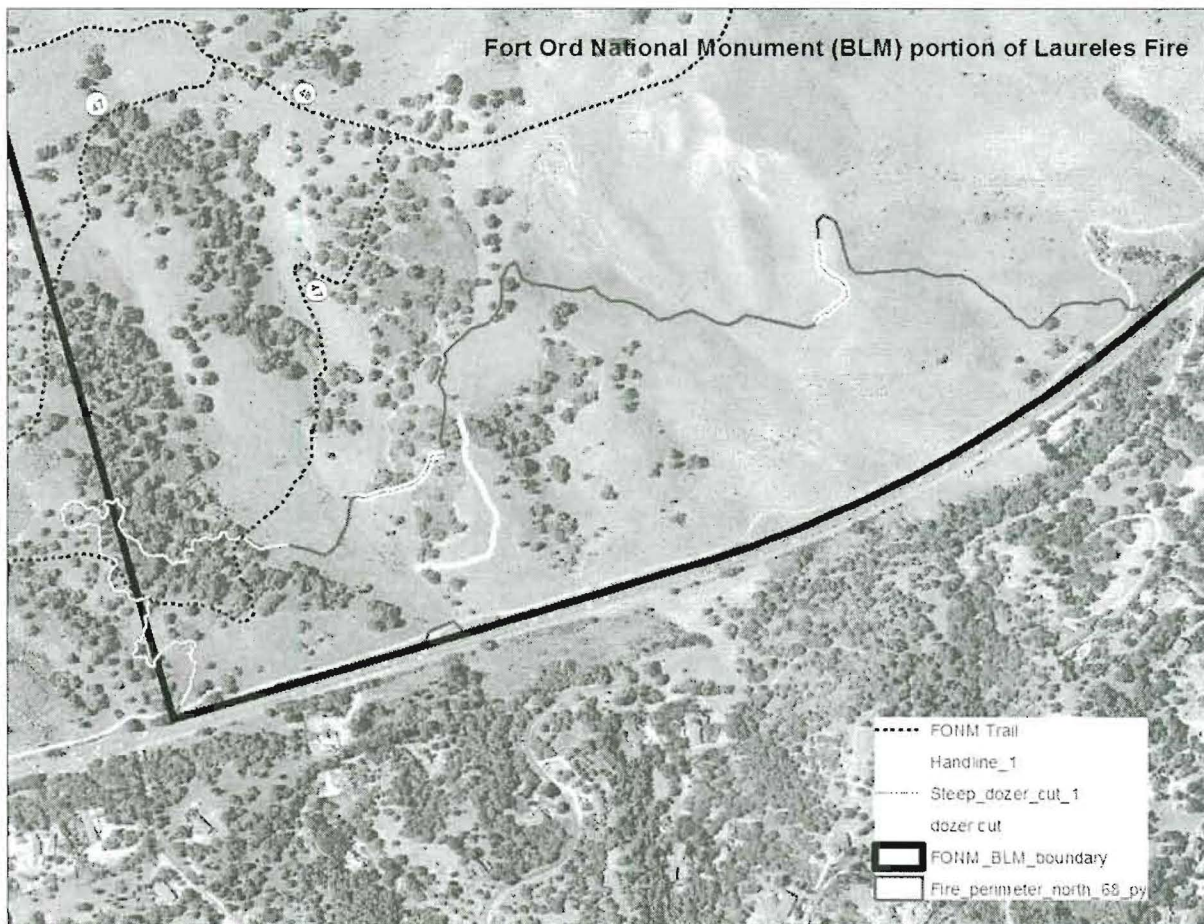 Fort Ord National Monument (BLM) portion of Laureles Fire
FONM Trail
Handline_1
Steep_dozer_cut_1
dozer cut
FONM_BLM_boundary
Fire_perimeter_north_68_py